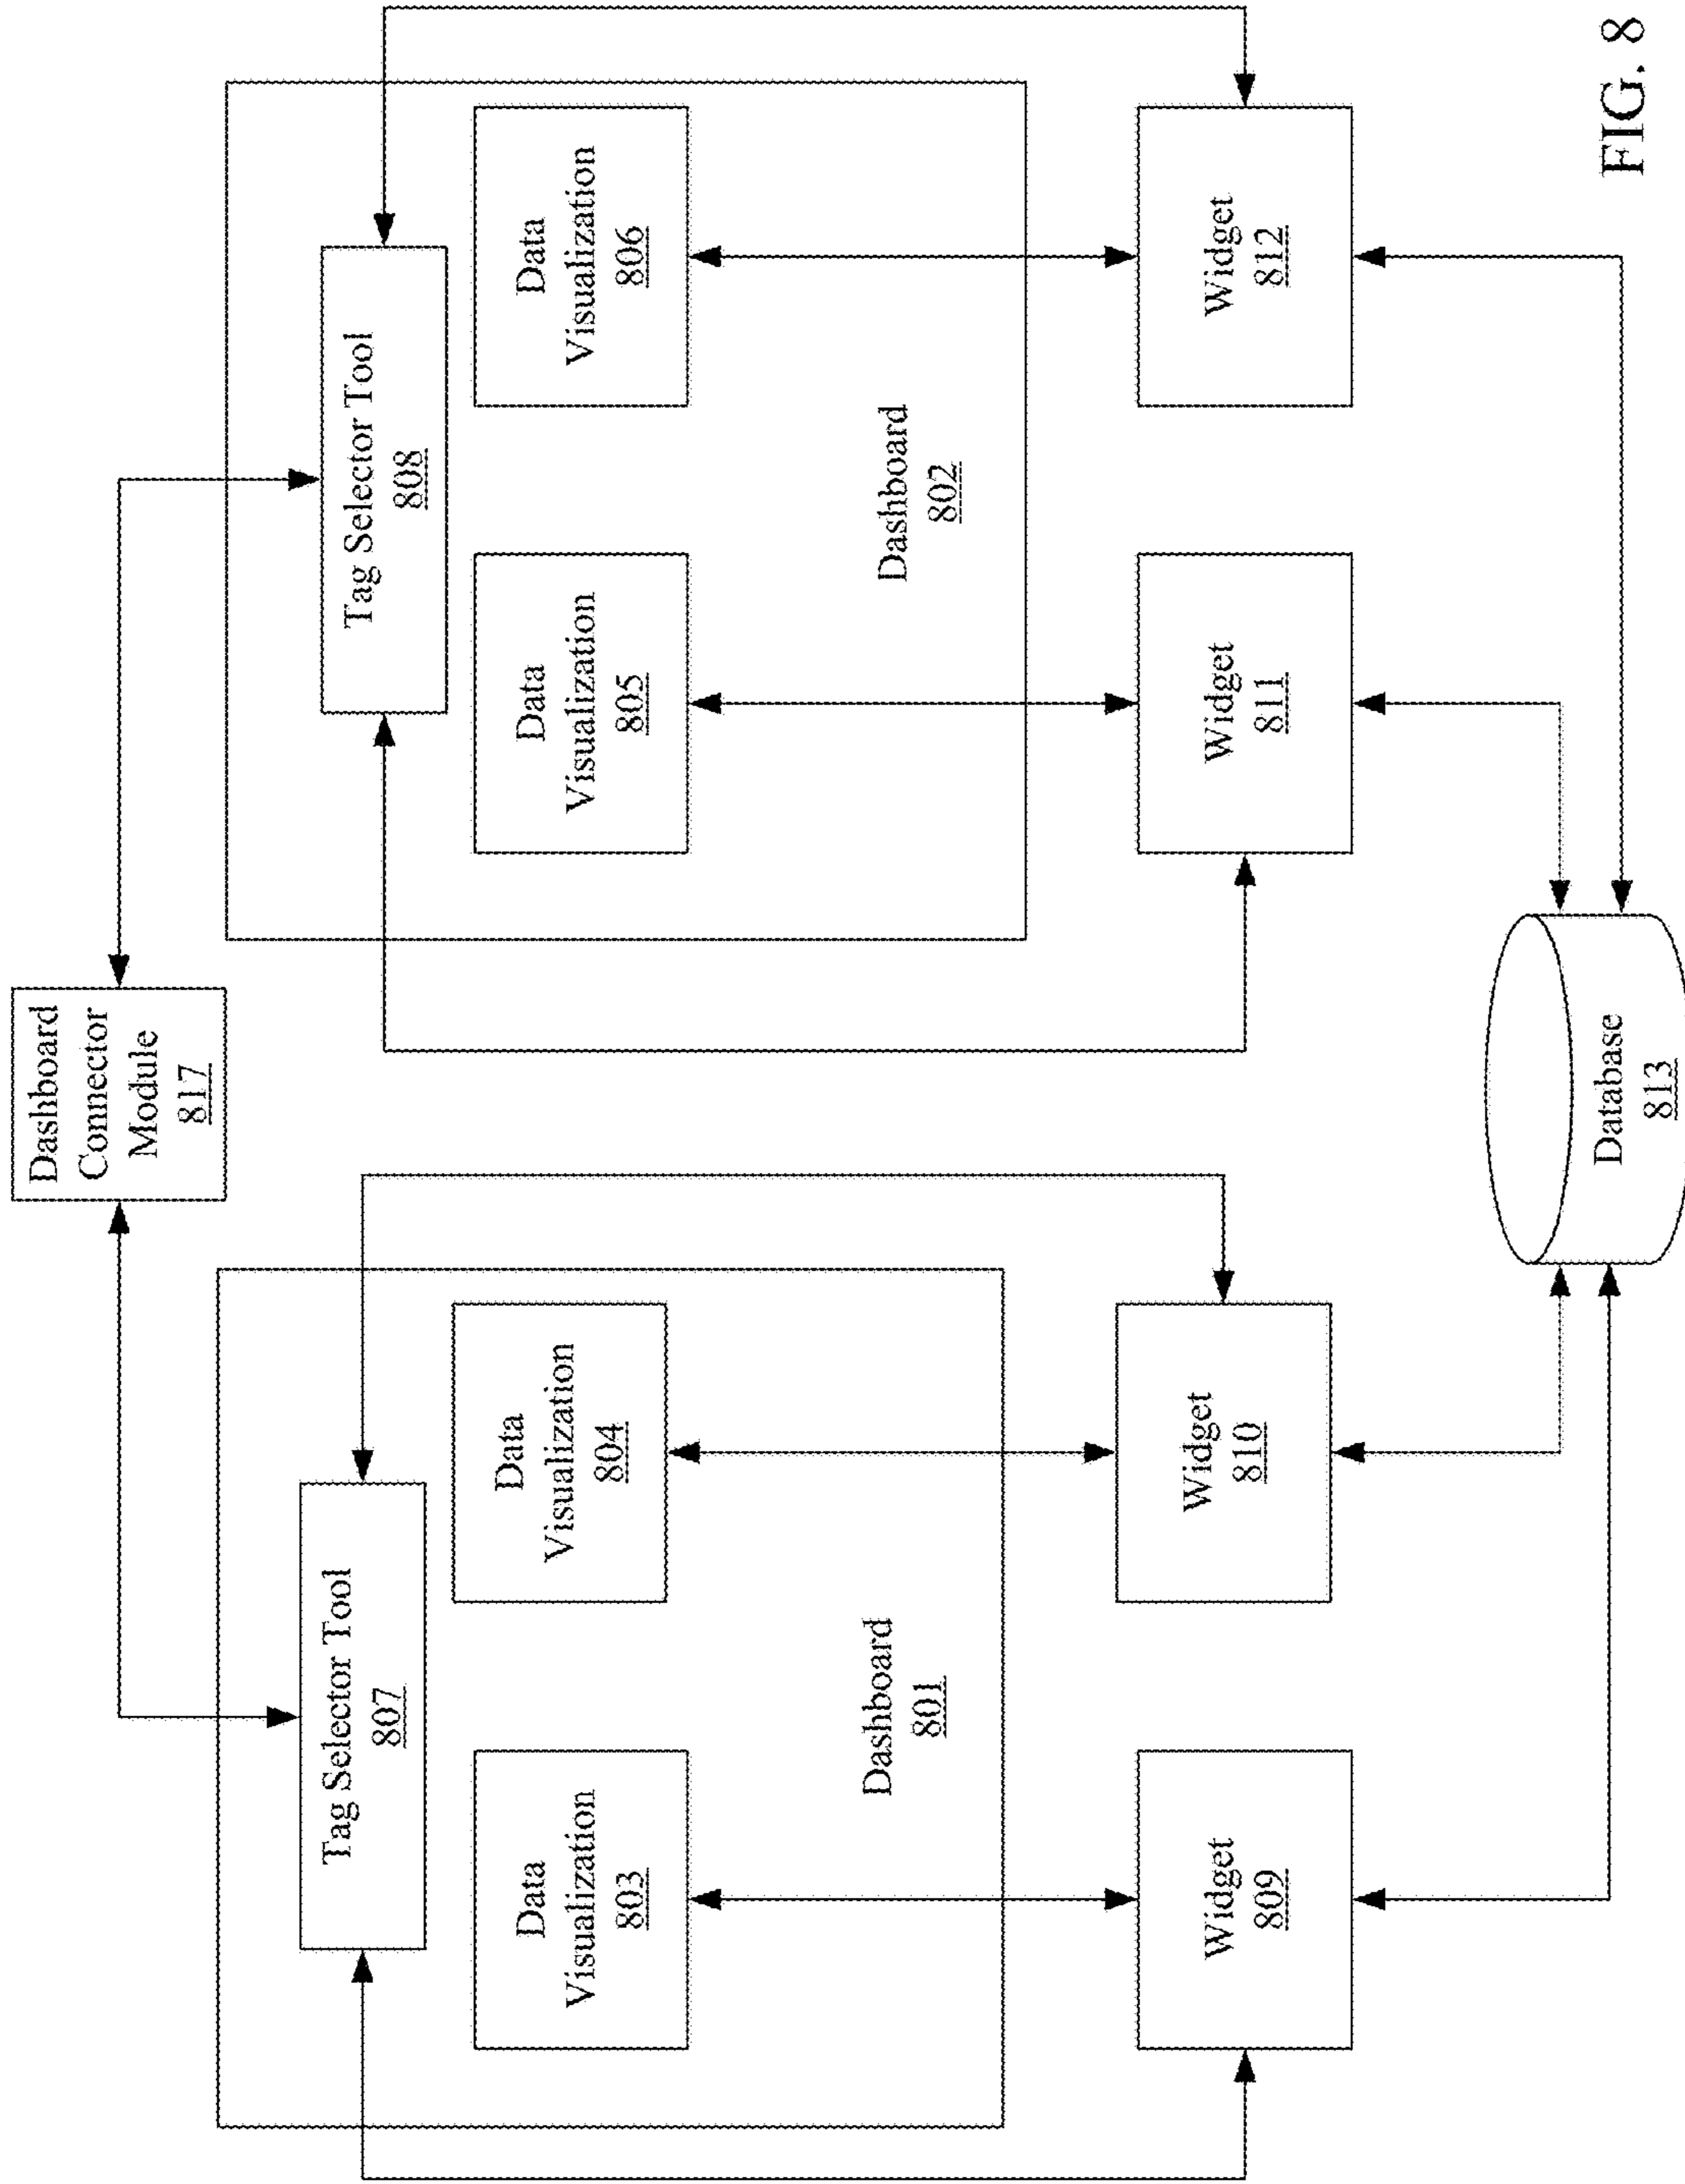 Dashboard
Connector
Module
817
Tag Selector Tool
807
Data
Visualization
803
Data
Visualization
804
Dashboard
801
Widget
809
Widget
810
Tag Selector Tool
808
Data
Visualization
805
Data
Visualization
806
Dashboard
802
Widget
811
Widget
812
Database
813
FIG. 8